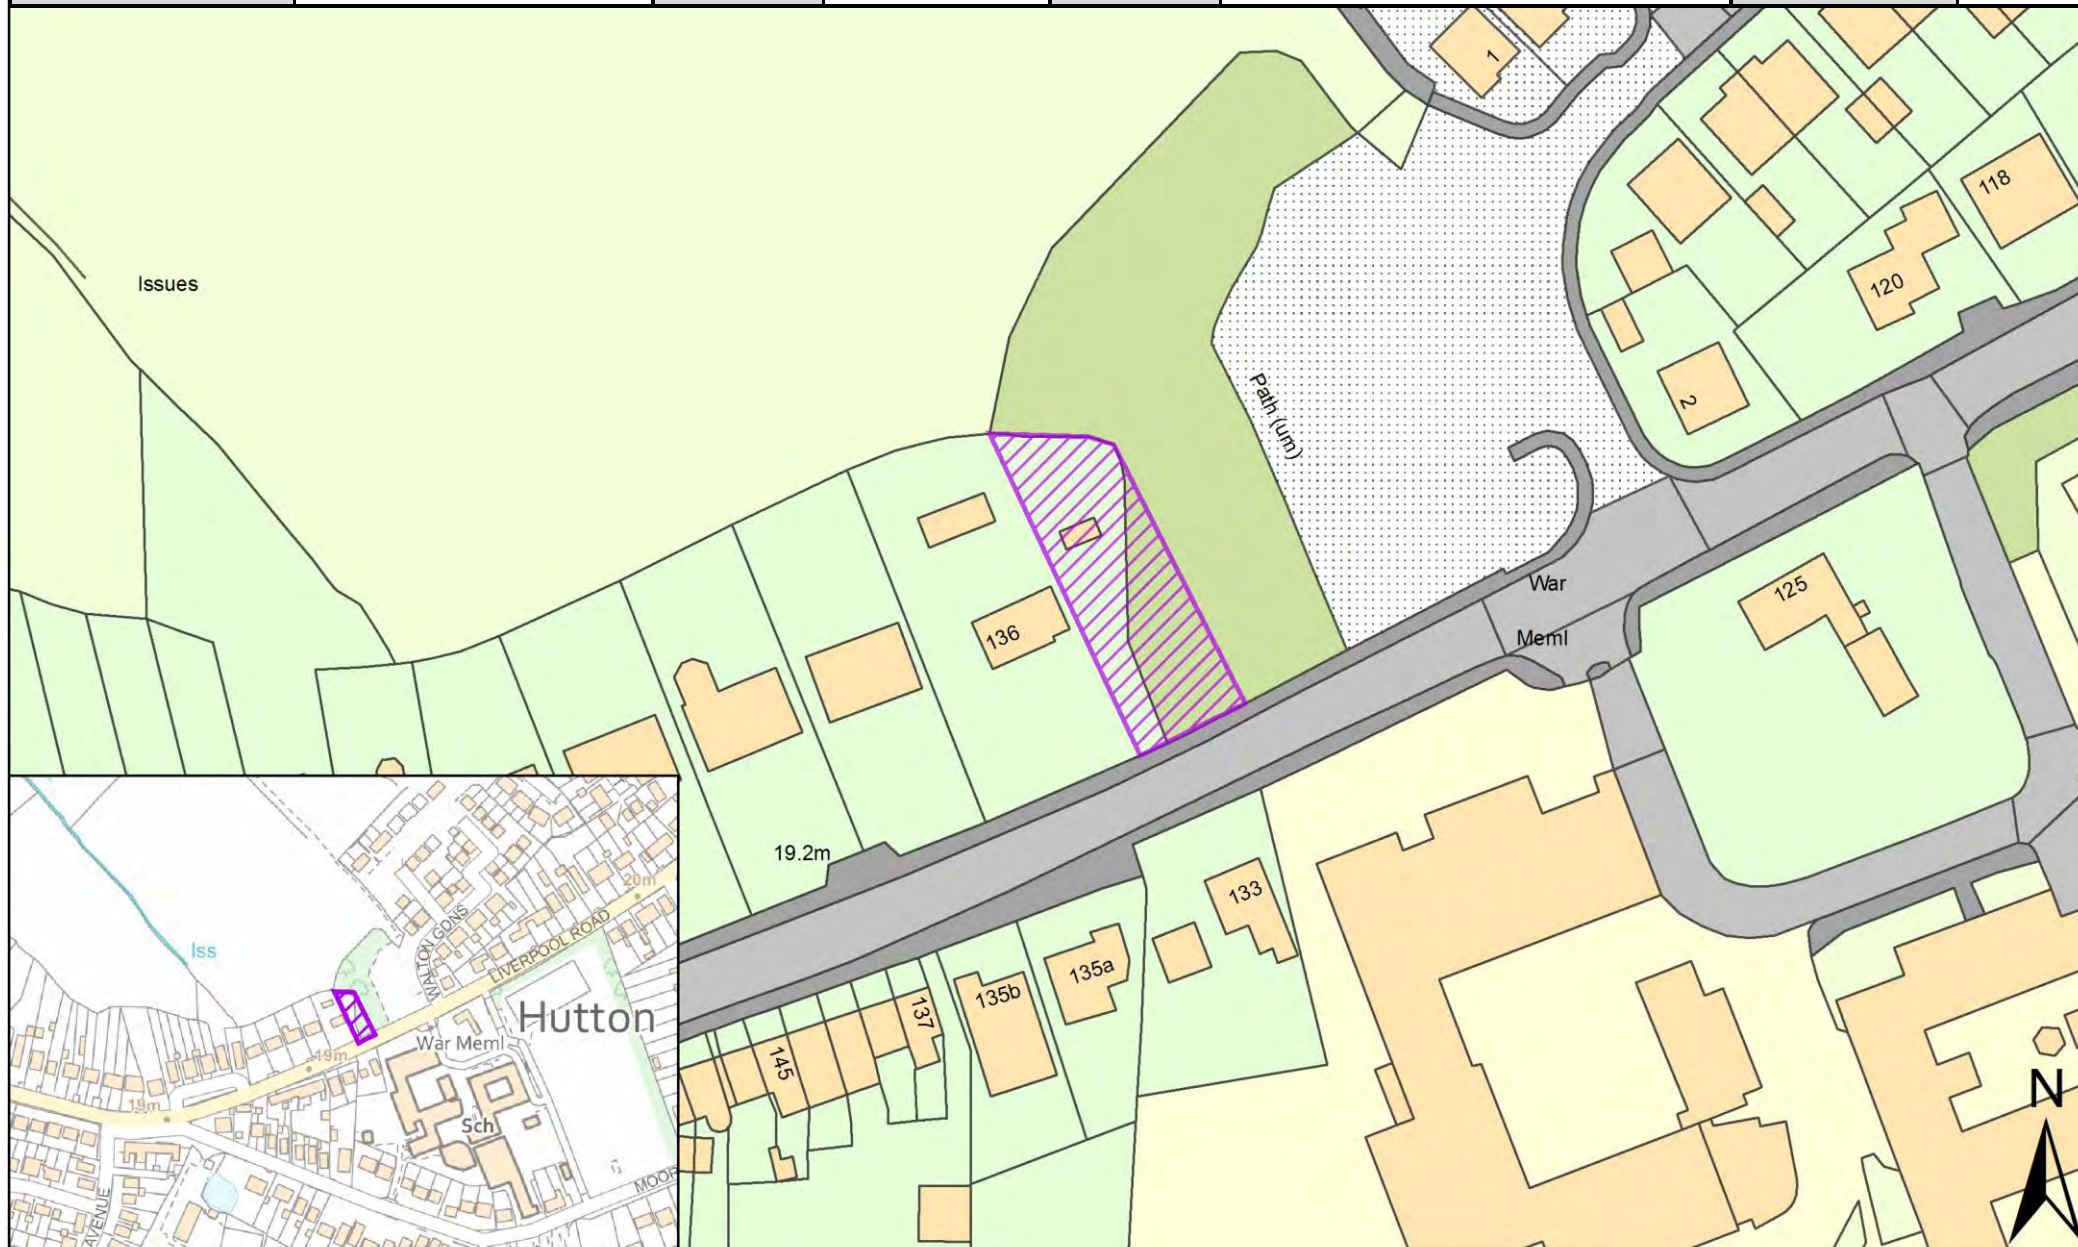 1
118
Issues
120
Path (um)
2
War
125
Meml
136
19.2m
133
135a
135b
137
145
N
20m
WALTON GDNS
LIVERPOOL ROAD
Iss
Hutton
War Meml
19m
19m
Sch
MOOR
AVENUE